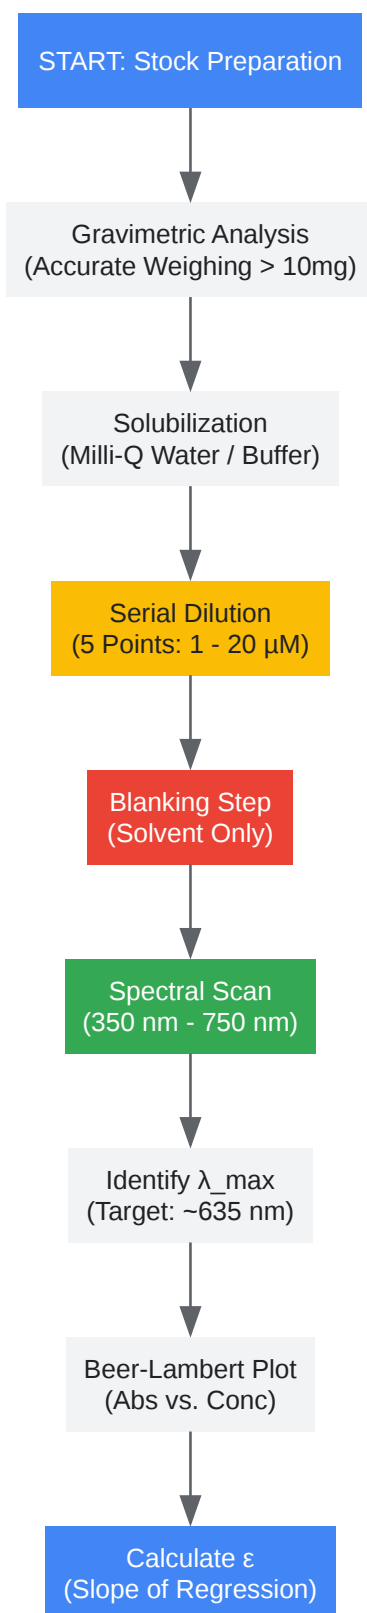 START: Stock Preparation
Gravimetric Analysis
(Accurate Weighing > 10mg)
Solubilization
(Milli-Q Water / Buffer)
Serial Dilution
(5 Points: 1 - 20 µM)
Blanking Step
(Solvent Only)
Spectral Scan
(350 nm - 750 nm)
Identify λ_max
(Target: ~635 nm)
Beer-Lambert Plot
(Abs vs. Conc)
Calculate ε
(Slope of Regression)